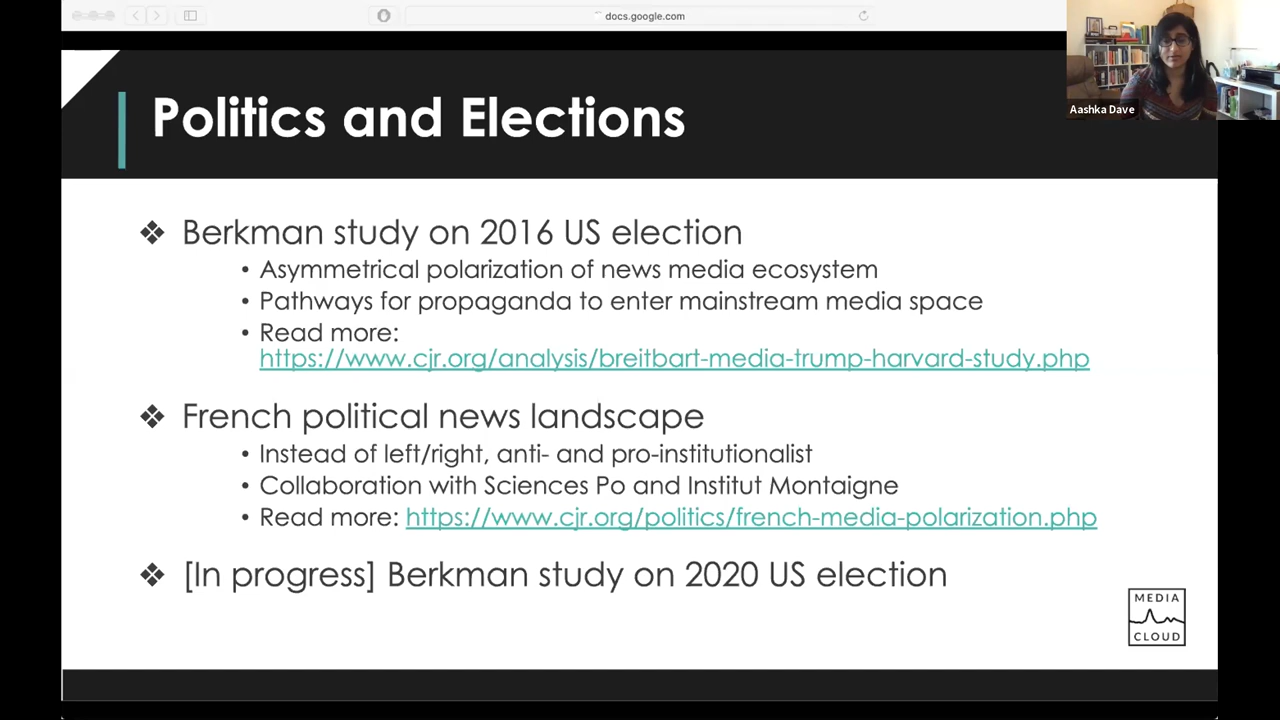 docs.google.com
Aashka Dave
Politics and Elections
❖ Berkman study on 2016 US election
• Asymmetrical polarization of news media ecosystem
• Pathways for propaganda to enter mainstream media space
• Read more:
https://www.cjr.org/analysis/breitbart-media-trump-harvard-study.php
❖ French political news landscape
• Instead of left/right, anti- and pro-institutionalist
• Collaboration with Sciences Po and Institut Montaigne
• Read more: https://www.cjr.org/politics/french-media-polarization.php
❖ [In progress] Berkman study on 2020 US election
MEDIA
CLOUD